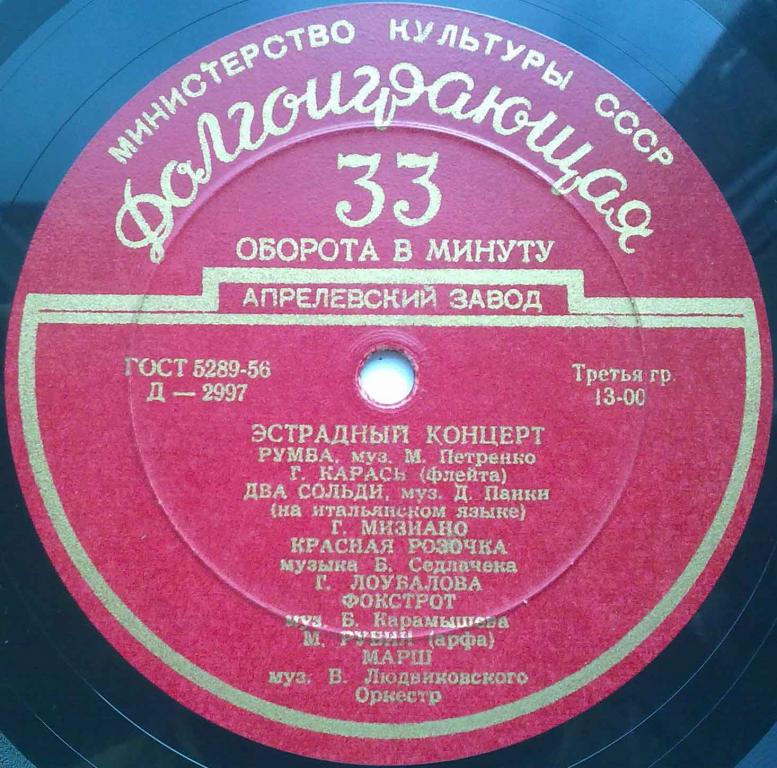 МИНИСТЕРСТВО КУЛЬТУРЫ СССР
Долгоиграющая
33
ОБОРОТА В МИНУТУ
АПРЕЛЕВСКИЙ ЗАВОД
ГОСТ 5289-56
Д — 2997
Третья гр.
13-00
ЭСТРАДНЫЙ КОНЦЕРТ
РУМБА, муз. М. Петренко
Г. КАРАСЬ (флейта)
ДВА СОЛЬДИ, муз. Д. Панки
(на итальянском языке)
Г. МИЗИАНО
КРАСНАЯ РОЗОЧКА
музыка Б. Седлачека
Г. ЛОУБАЛОВА
ФОКСТРОТ
муз. Б. Карамышева
М. РУБИН (арфа)
МАРШ
муз. В. Людвиковского
Оркестр